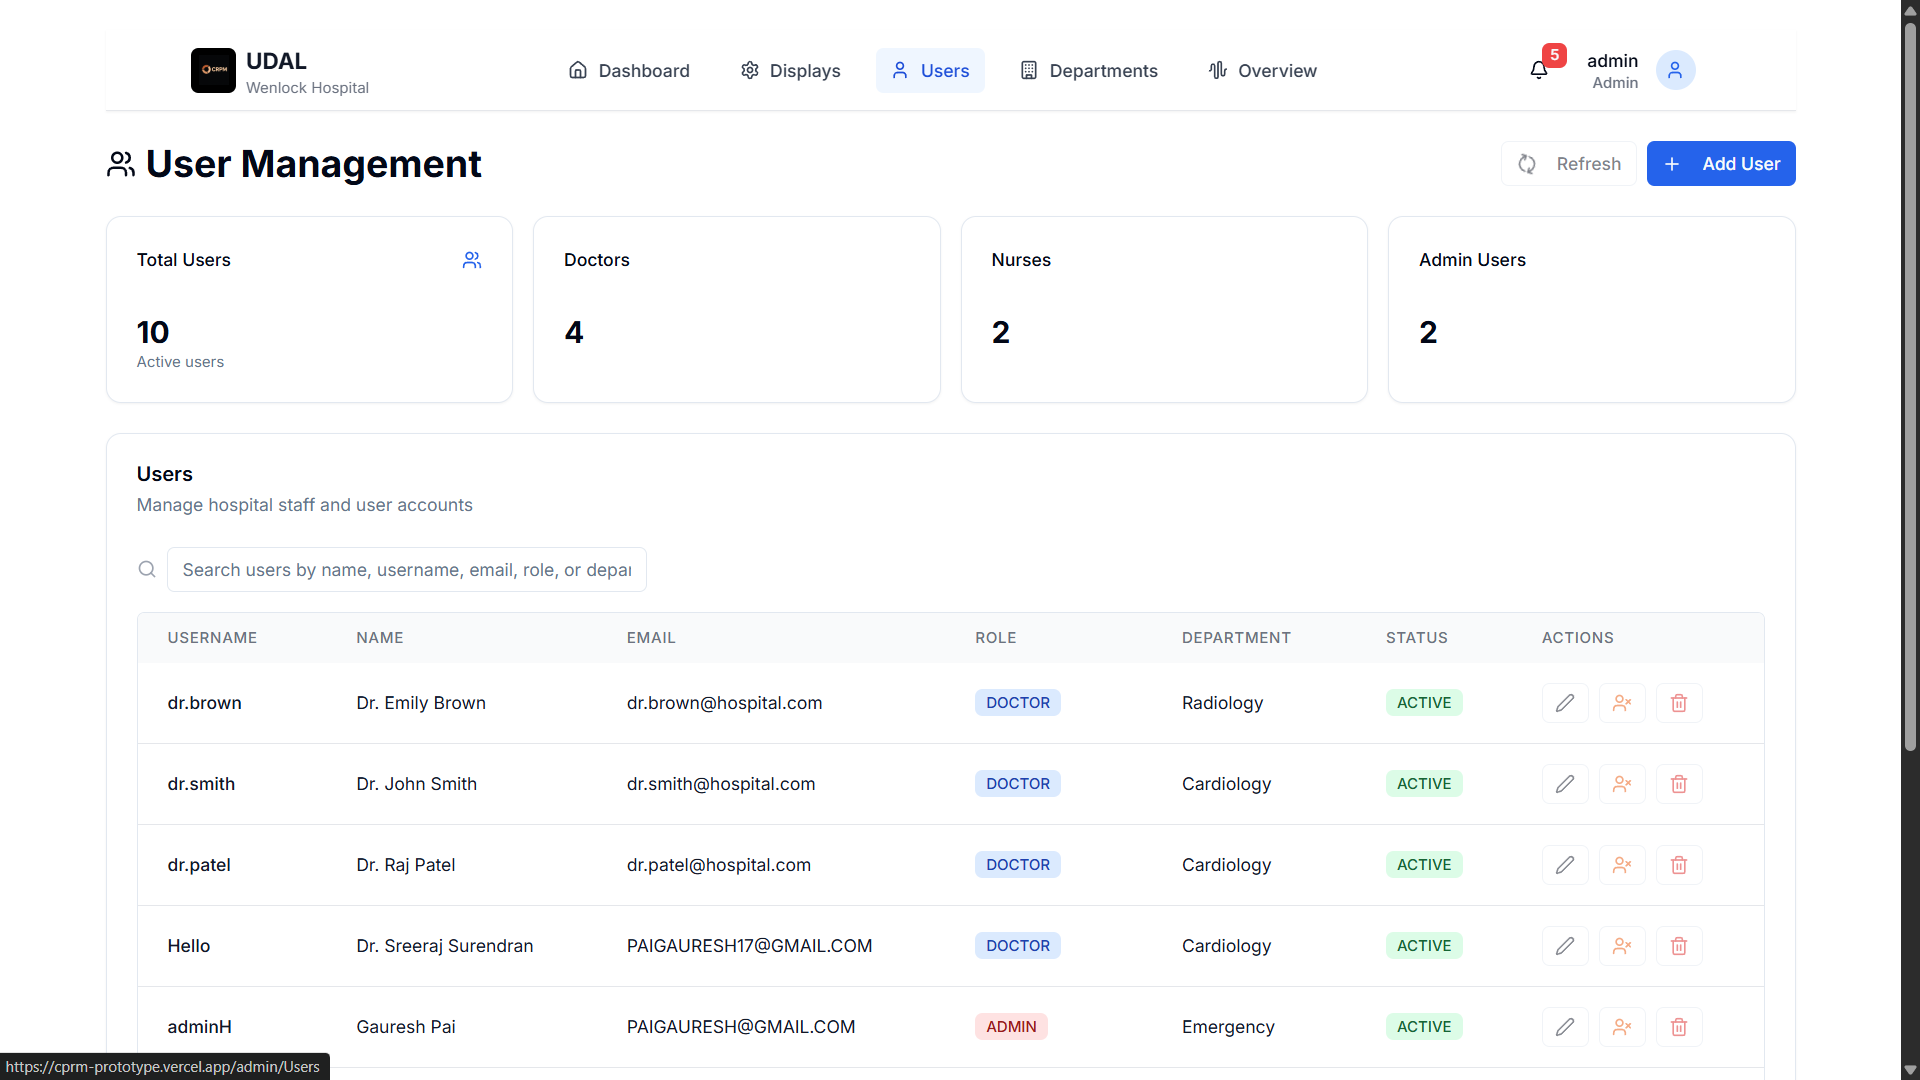 CRPM
UDAL
Wenlock Hospital
Dashboard
Displays
Users
Departments
Overview
5
admin
Admin
User Management
Refresh
Add User
Total Users
10
Active users
Doctors
4
Nurses
2
Admin Users
2
Users
Manage hospital staff and user accounts
Search users by name, username, email, role, or depar
USERNAME NAME EMAIL ROLE DEPARTMENT STATUS ACTIONS
dr.brown Dr. Emily Brown dr.brown@hospital.com DOCTOR Radiology ACTIVE
dr.smith Dr. John Smith dr.smith@hospital.com DOCTOR Cardiology ACTIVE
dr.patel Dr. Raj Patel dr.patel@hospital.com DOCTOR Cardiology ACTIVE
Hello Dr. Sreeraj Surendran PAIGAURESH17@GMAIL.COM DOCTOR Cardiology ACTIVE
adminH Gauresh Pai PAIGAURESH@GMAIL.COM ADMIN Emergency ACTIVE
https://cprm-prototype.vercel.app/admin/Users